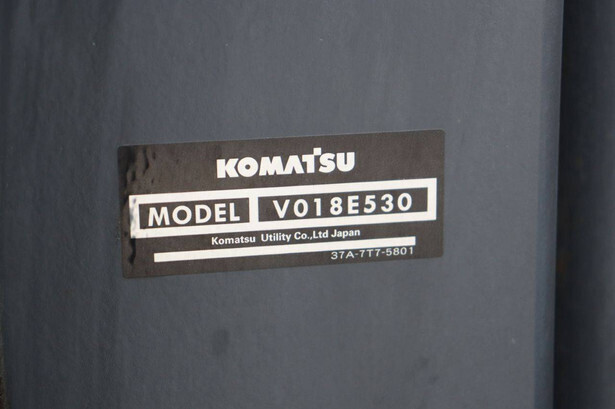 KOMATSU
MODEL V018E530
Komatsu Utility Co.,Ltd Japan
37A-7T7-5801